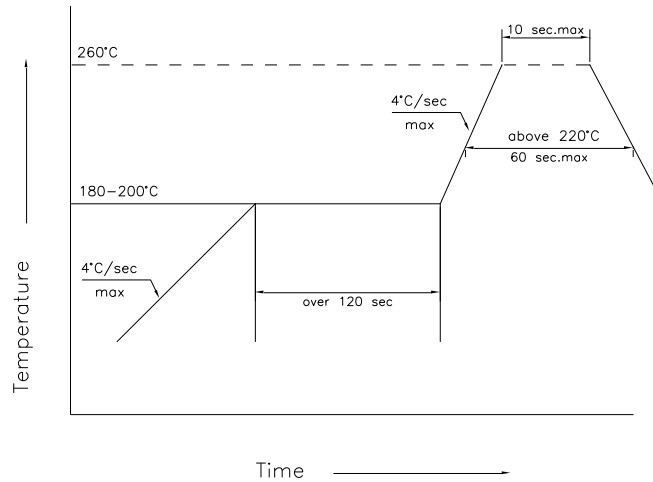 10 sec.max
260°C
4°C/sec
max
above 220°C
60 sec.max
180-200°C
4°C/sec
max
over 120 sec
Temperature
Time